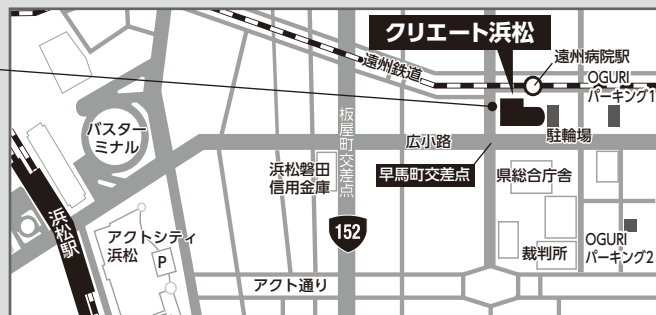 クリエート浜松
遠州病院駅
遠州鉄道
OGURI
パーキング1
バスター
ミナル
板屋町交差点
広小路
駐輪場
浜松磐田
信用金庫
早馬町交差点
県総合庁舎
浜松駅
アクトシティ
浜松
P
152
裁判所
OGURI
パーキング2
アクト通り